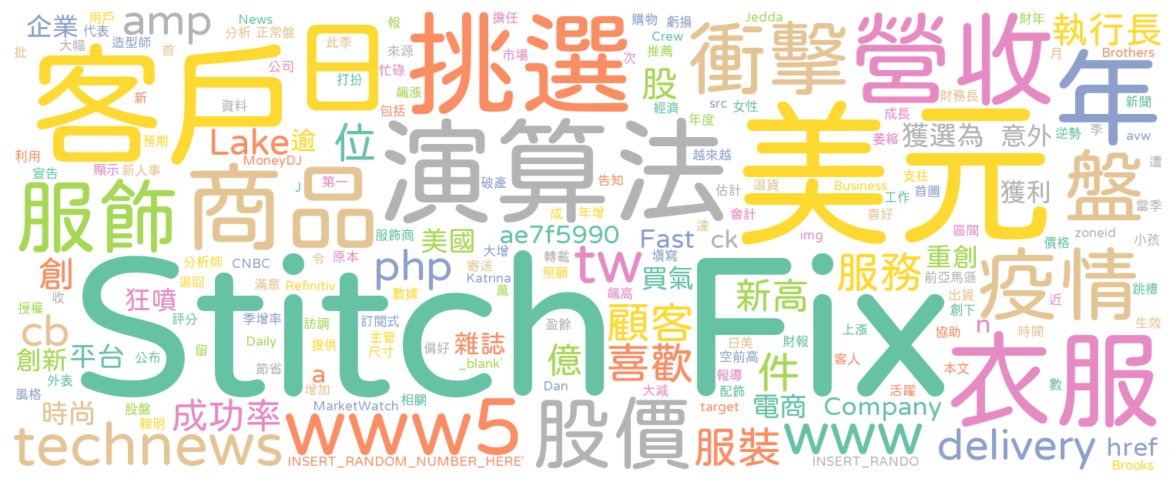 企業
代表
用戶
News
amp
造型師
大幅
首
批
新
客戶
日
分析
正常盤
公司
資料
此季
打扮
報
來源
忙碌
飆漲
包括
挑選
擔任
市場
次
購物
虧損
推薦
Crew
股
經濟
Jedda
src
女性
年度
衝擊
營收
財年
月
執行長
Brothers
年
新聞
財務長
成長
萎縮
獲選為
意外
逆勢
季
avw
預期
利用
宣告
顯示
新人事
MoneyDJ
Lake
逾
位
第一
J
演算法
破產
告知
越來越
估計
退貨
會計
Business
喜好
工作
支柱
首圖
獲利
美元
盤
遭
當季
服飾
商品
令
原本
服飾商
美國
成
年增
ae7f5990
Fast
ck
達
img
區間
價格
zoneid
小孩
創
分析師
退回
CNBC
滿意
Refinitiv
php
數據
寄送
大增
Katrina
照顧
萬
轉載
tw
飆高
填寫
買氣
日美
新高
服務
重創
前亞馬遜
出貨
創下
疫情
近
跳槽
生效
收
授權
狂噴
評分
季增率
訪調
訂閱式
提供
主管
尺寸
cb
創新
平台
公布
留
Daily
Stitch Fix
盈餘
偏好
雜誌
_blank'
億
顧客
喜歡
空前高
報導
配飾
財報
件
上漲
客人
活躍
n
協助
時間
本文
數
衣服
外表
風格
節省
a
增加
Dan
大減
時尚
股盤
聰明
成功率
MarketWatch
相關
www5
股價
target
電商
Company
technews
INSERT_RANDOM_NUMBER_HERE'
服裝
www
INSERT_RANDO
delivery
href
Brooks